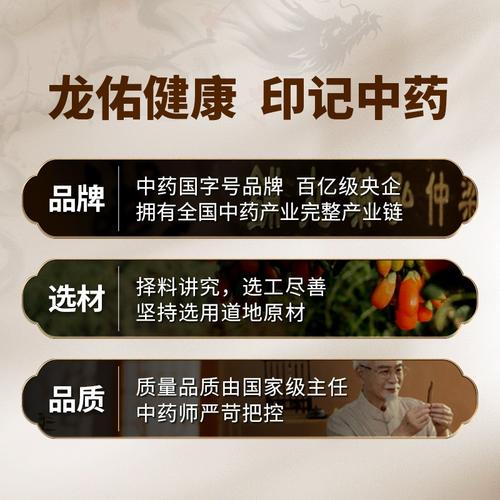 龙佑健康 印记中药
品牌
中药国字号品牌 百亿级央企
拥有全国中药产业完整产业链
选材
择料讲究，选工尽善
坚持选用道地原材
品质
质量品质由国家级主任
中药师严苛把控